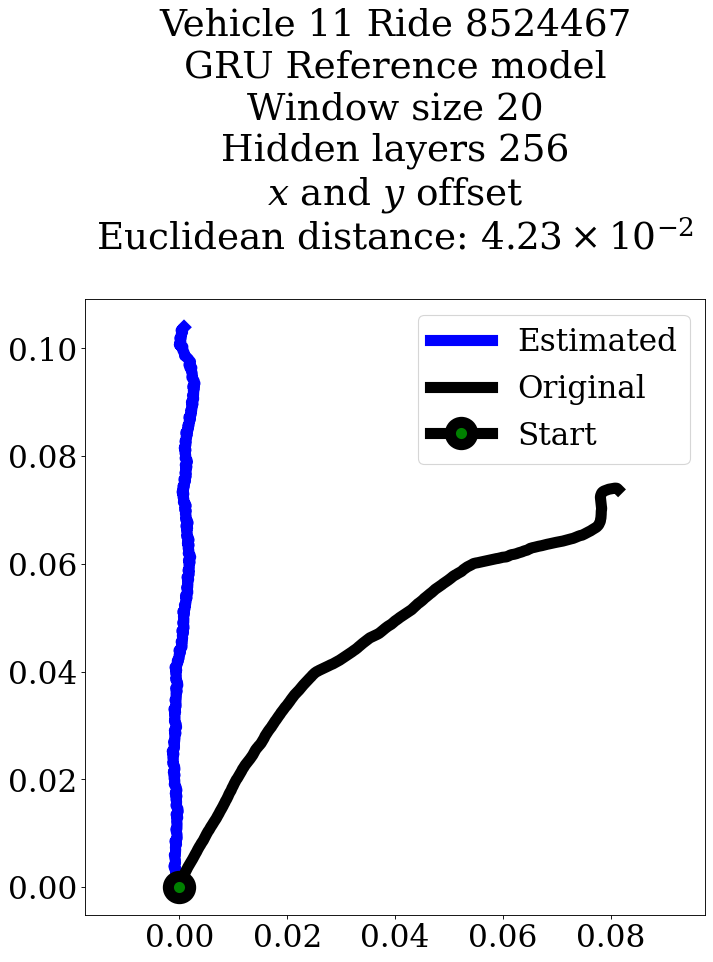 Vehicle 11 Ride 8524467
GRU Reference model
Window size 20
Hidden layers 256
x and y offset
Euclidean distance: 4.23 × 10⁻²
Estimated
Original
Start
0.10
0.08
0.06
0.04
0.02
0.00
0.00 0.02 0.04 0.06 0.08